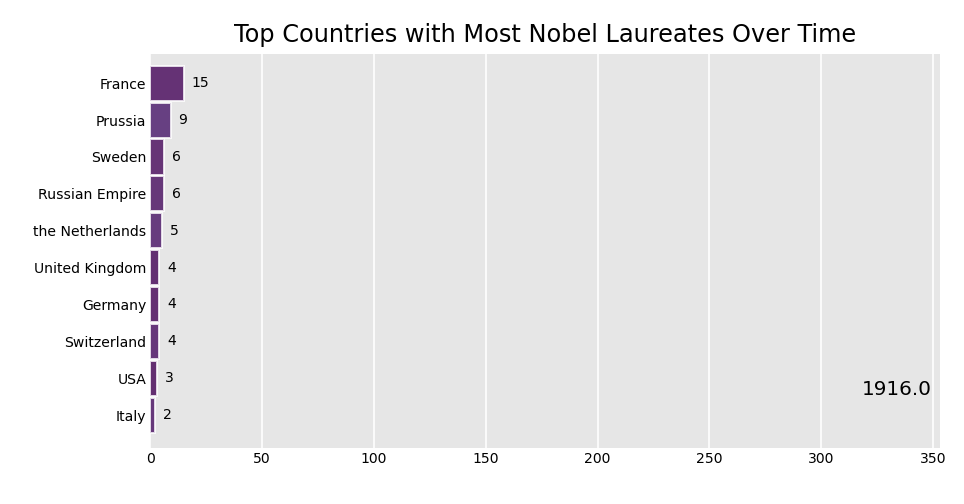 Top Countries with Most Nobel Laureates Over Time
France 15
Prussia 9
Sweden 6
Russian Empire 6
the Netherlands 5
United Kingdom 4
Germany 4
Switzerland 4
USA 3
1916.0
Italy 2
0 50 100 150 200 250 300 350